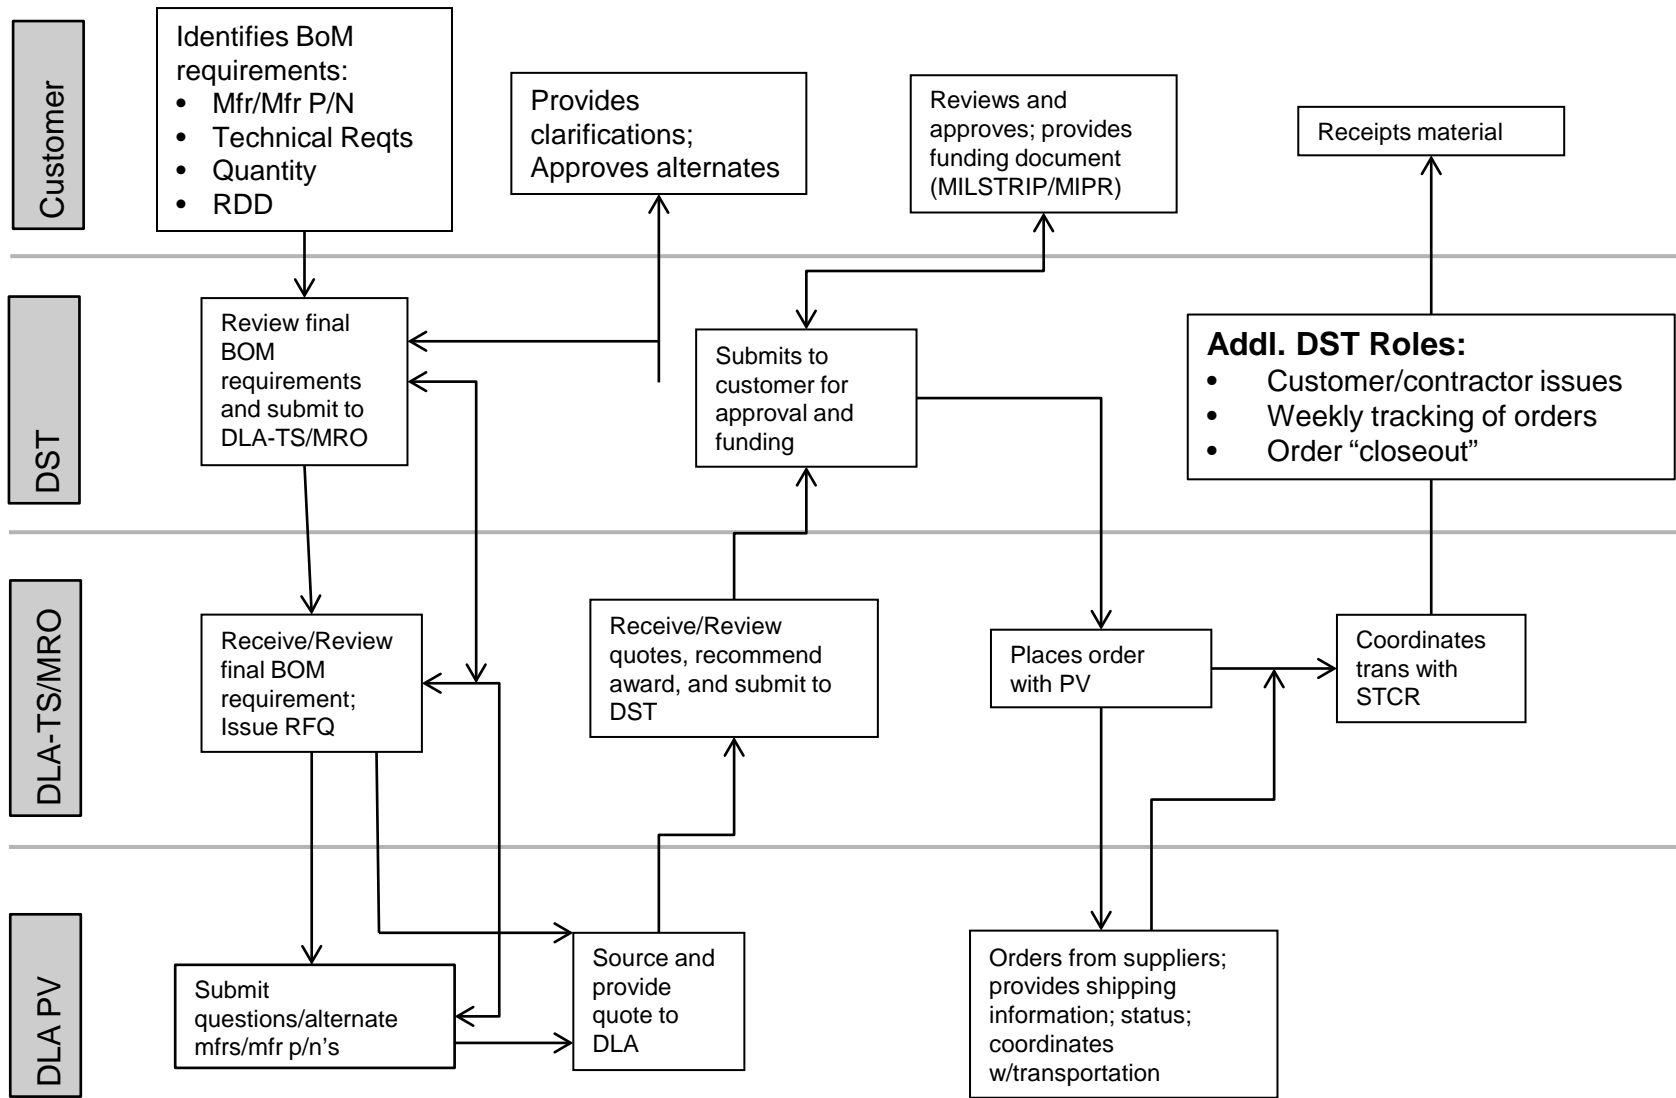 Customer
Identifies BoM
requirements:
• Mfr/Mfr P/N
• Technical Reqts
• Quantity
• RDD
Provides
clarifications;
Approves alternates
Reviews and
approves; provides
funding document
(MILSTRIP/MIPR)
Receipts material
DST
Review final
BOM
requirements
and submit to
DLA-TS/MRO
Submits to
customer for
approval and
funding
Addl. DST Roles:
• Customer/contractor issues
• Weekly tracking of orders
• Order “closeout”
DLA-TS/MRO
Receive/Review
final BOM
requirement;
Issue RFQ
Receive/Review
quotes, recommend
award, and submit to
DST
Places order
with PV
Coordinates
trans with
STCR
DLA PV
Submit
questions/alternate
mfrs/mfr p/n's
Source and
provide
quote to
DLA
Orders from suppliers;
provides shipping
information; status;
coordinates
w/transportation